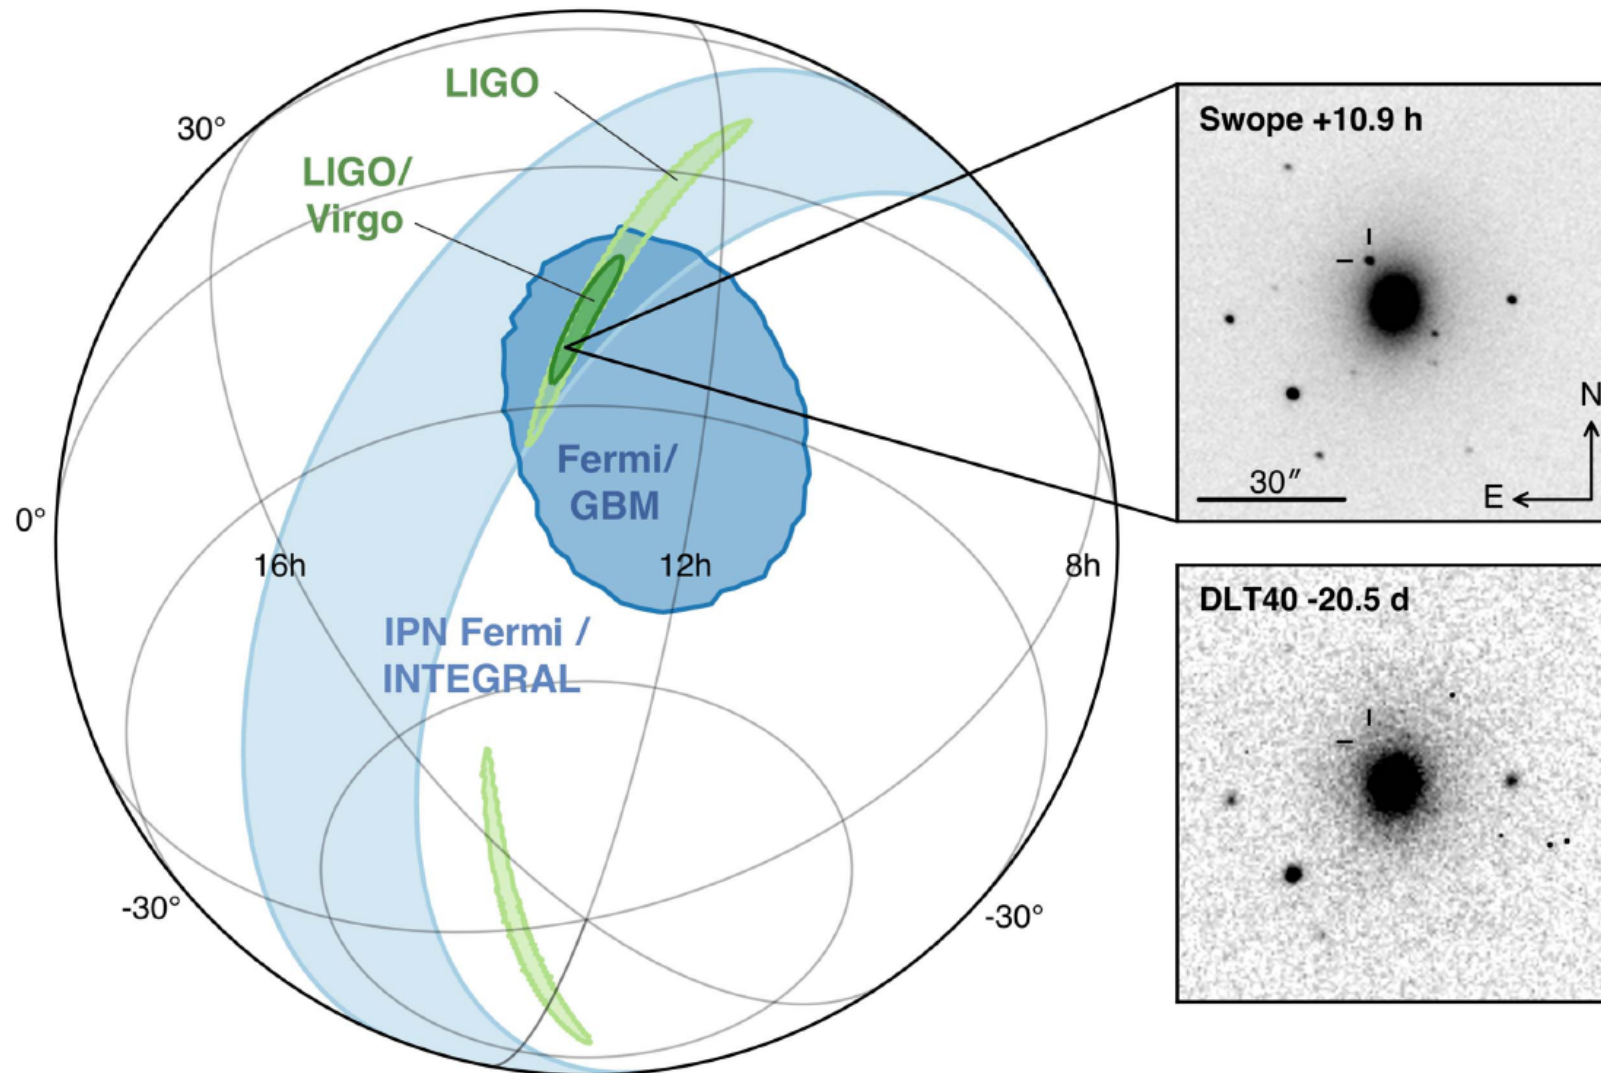 LIGO
LIGO/
Virgo
30°
0°
16h
12h
8h
Fermi/
GBM
IPN Fermi /
INTEGRAL
-30°
-30°
Swope +10.9 h
30″
N
E
DLT40 -20.5 d